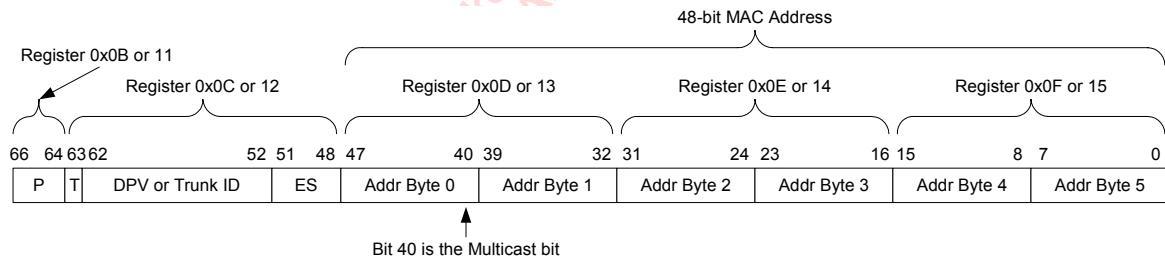 48-bit MAC Address
Register 0x0B or 11
Register 0x0C or 12 Register 0x0D or 13 Register 0x0E or 14 Register 0x0F or 15
66 64 63 62 52 51 48 47 40 39 32 31 24 23 16 15 8 7 0
P T DPV or Trunk ID ES Addr Byte 0 Addr Byte 1 Addr Byte 2 Addr Byte 3 Addr Byte 4 Addr Byte 5
Bit 40 is the Multicast bit